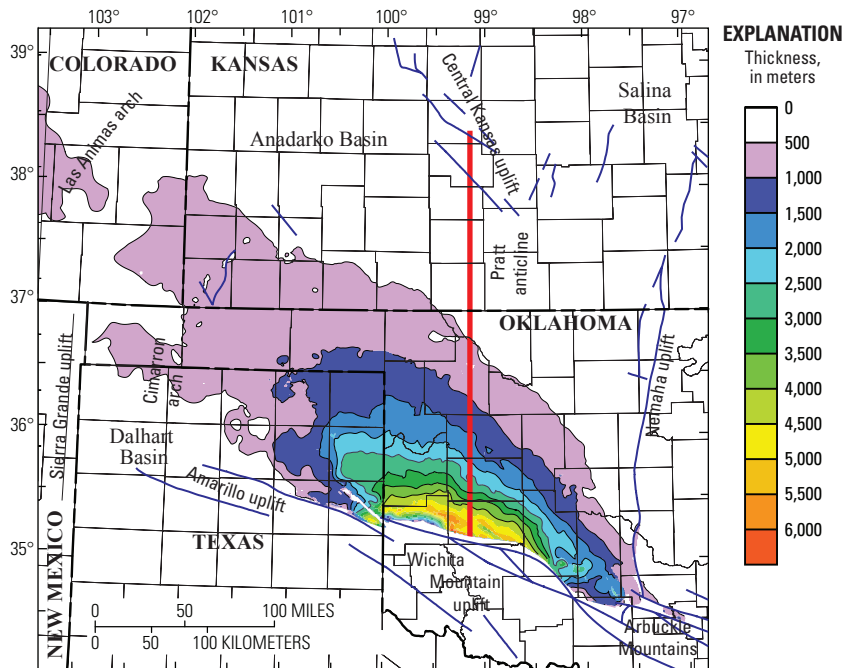 103° 102° 101° 100° 99° 98° 97°
39°
38°
37°
36°
35°
COLORADO
KANSAS
Las Animas arch
Anadarko Basin
Central Kansas uplift
Salina
Basin
Pratt
anticline
OKLAHOMA
Nemaha uplift
Sierra Grande uplift
Cimarron
arch
Dalhart
Basin
Amarillo uplift
TEXAS
NEW MEXICO
Wichita
Mountain
uplift
Arbuckle
Mountains
0 50 100 MILES
0 50 100 KILOMETERS
EXPLANATION
Thickness,
in meters
0
500
1,000
1,500
2,000
2,500
3,000
3,500
4,000
4,500
5,000
5,500
6,000